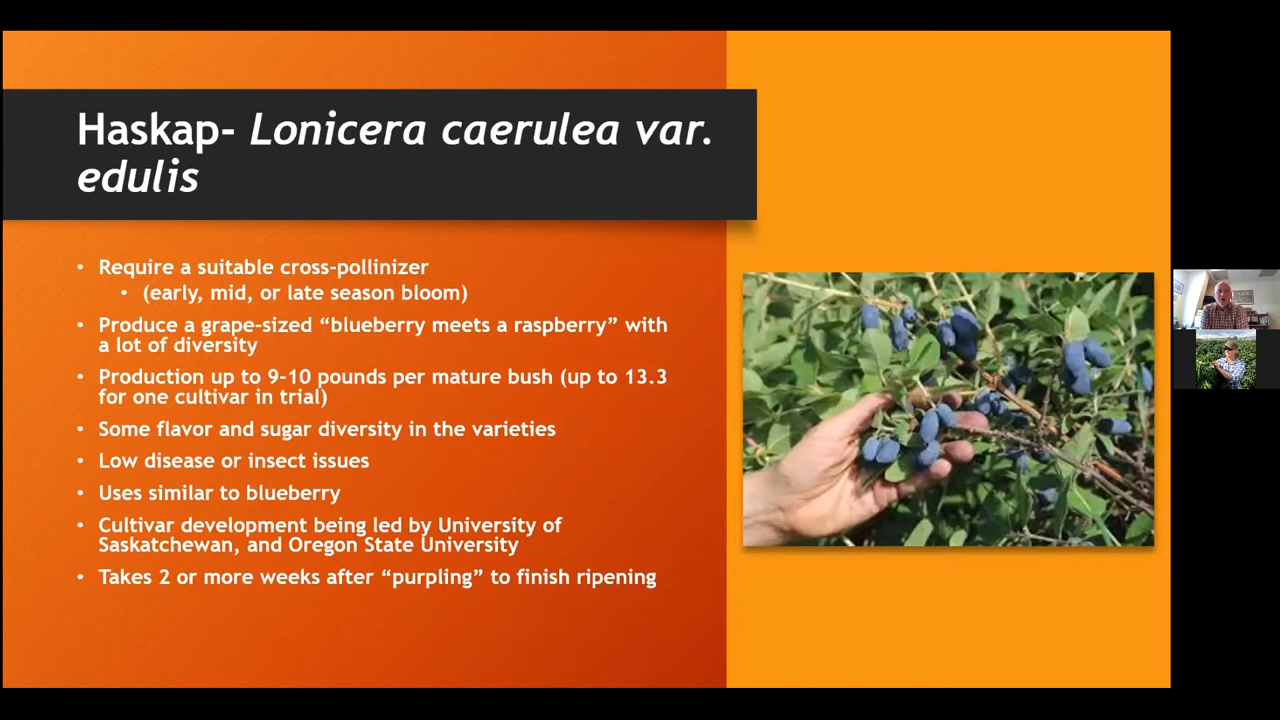 Haskap- Lonicera caerulea var.
edulis
• Require a suitable cross-pollinizer
• (early, mid, or late season bloom)
• Produce a grape-sized “blueberry meets a raspberry” with
a lot of diversity
• Production up to 9-10 pounds per mature bush (up to 13.3
for one cultivar in trial)
• Some flavor and sugar diversity in the varieties
• Low disease or insect issues
• Uses similar to blueberry
• Cultivar development being led by University of
Saskatchewan, and Oregon State University
• Takes 2 or more weeks after “purpling” to finish ripening